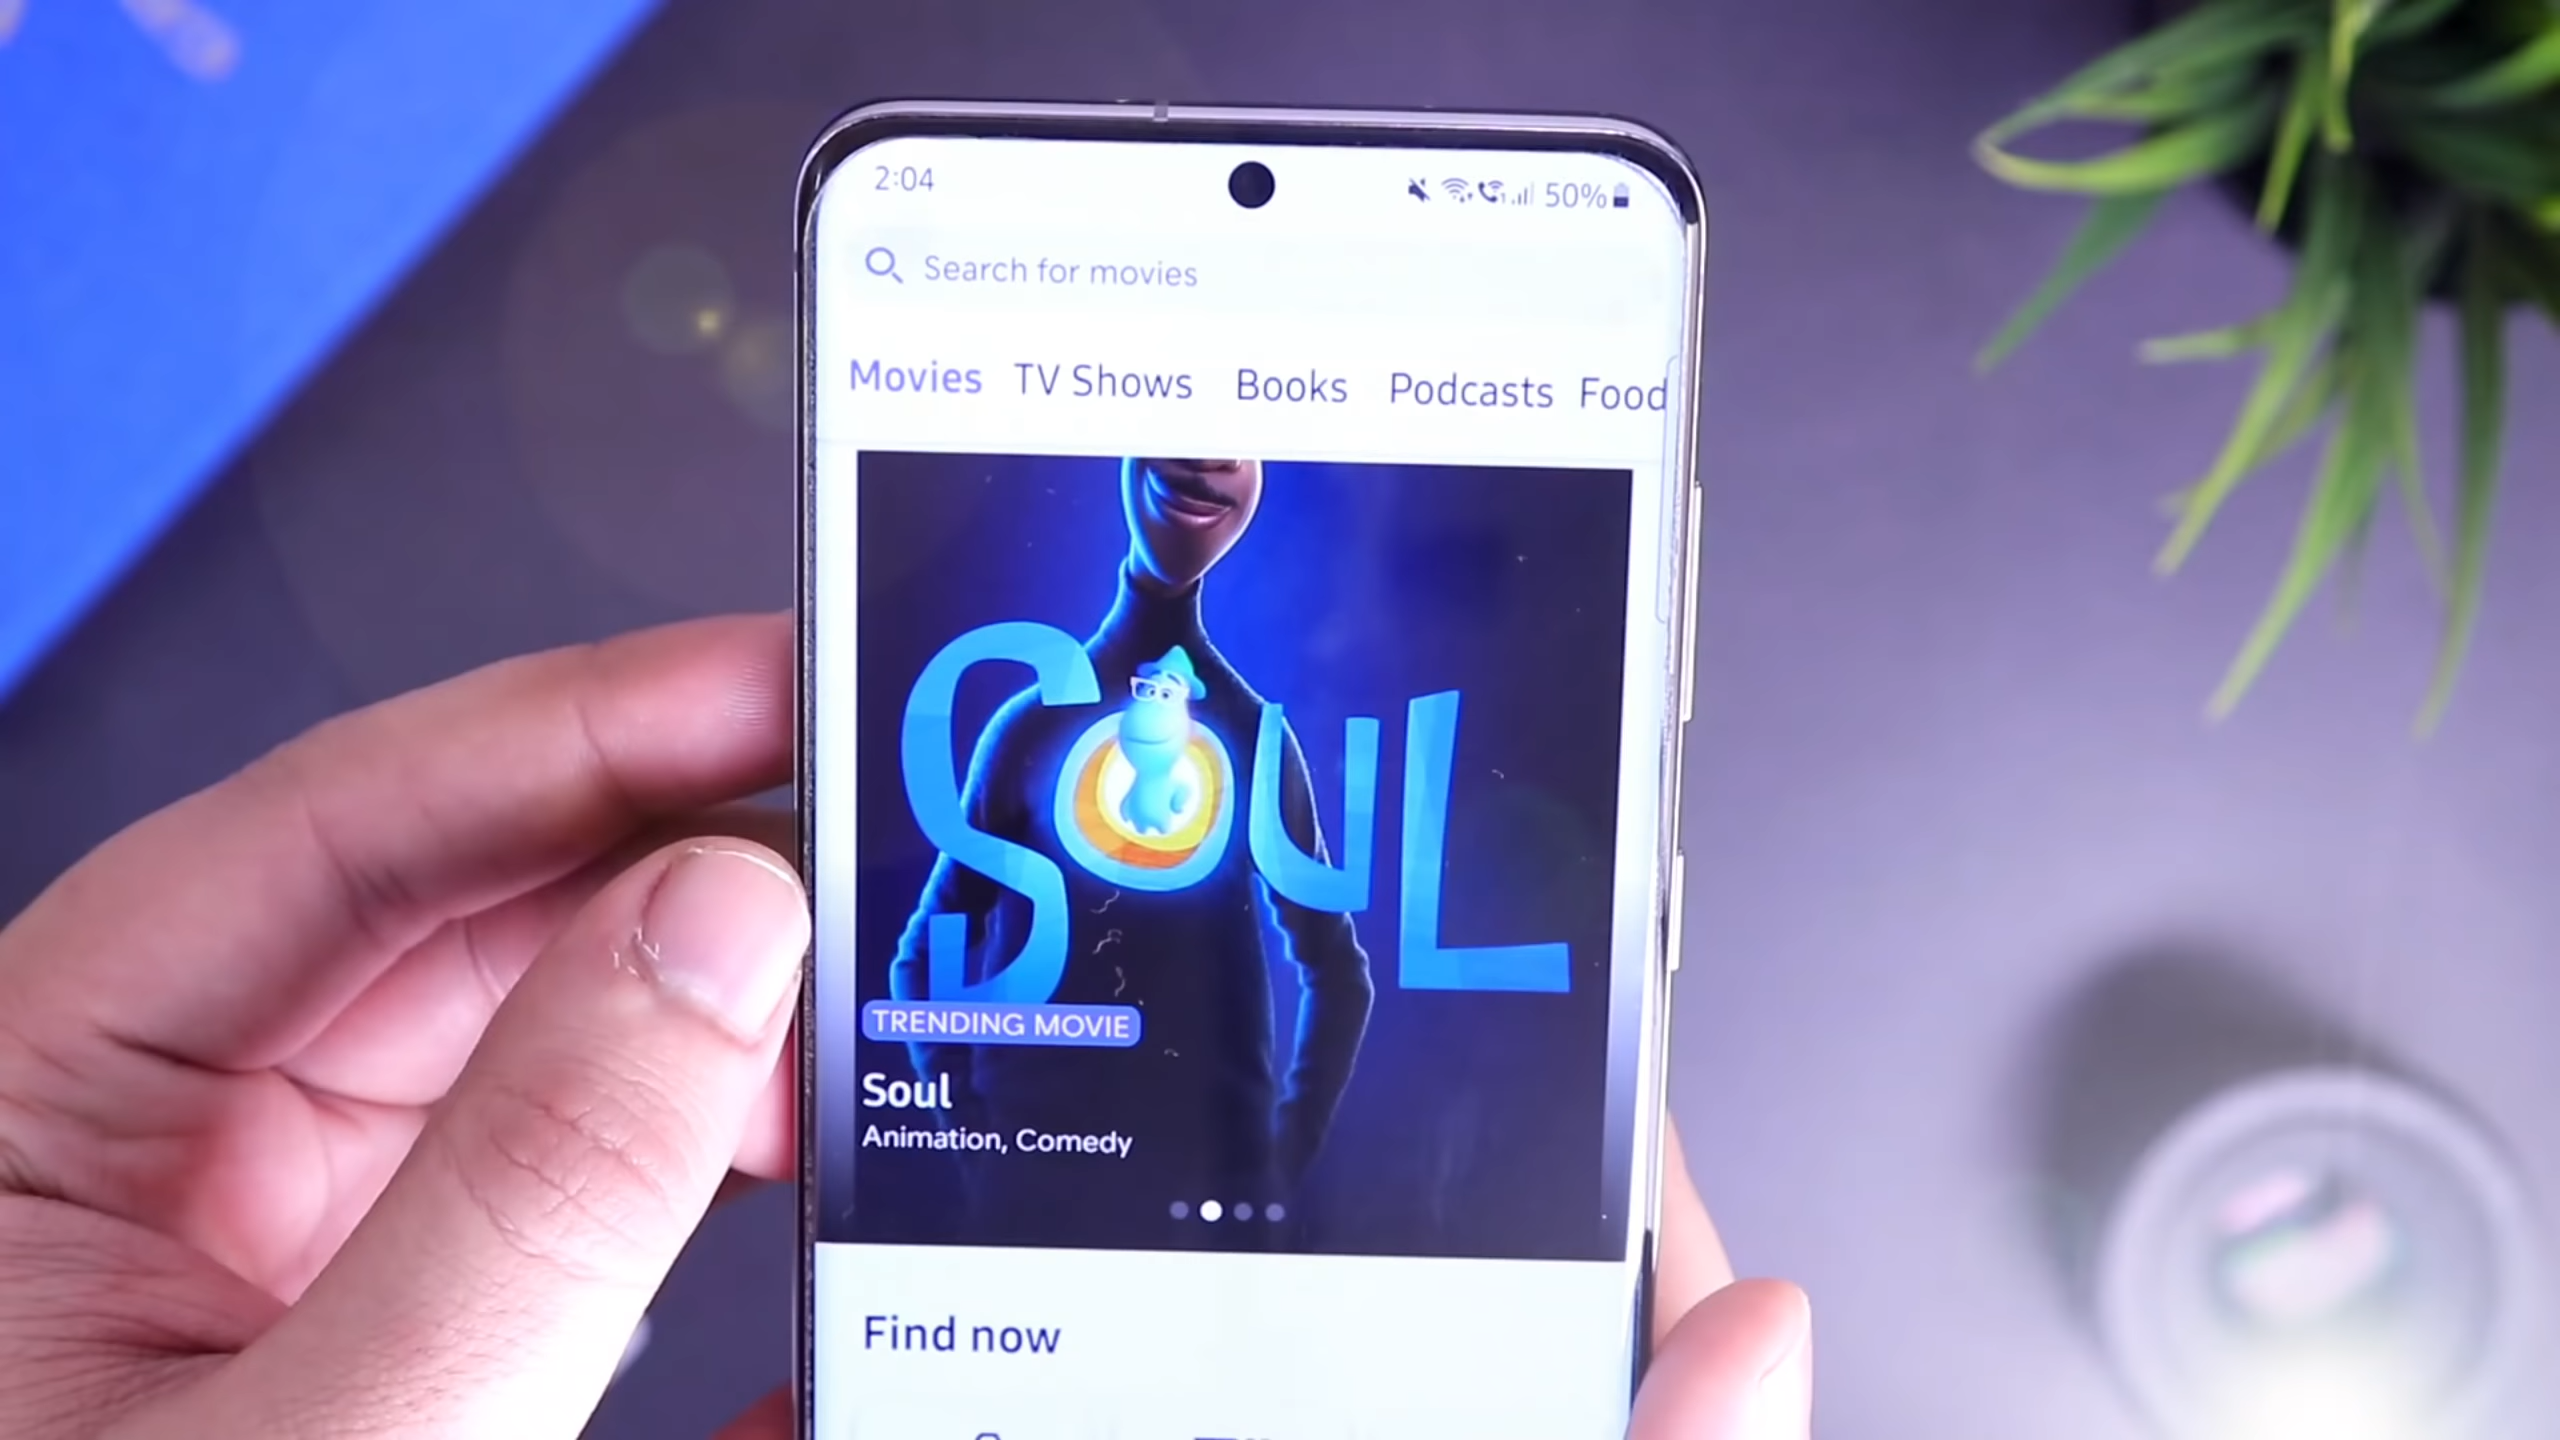 2:04 50%
Search for movies
Movies TV Shows Books Podcasts Food
SOUL
TRENDING MOVIE
Soul
Animation, Comedy
Find now